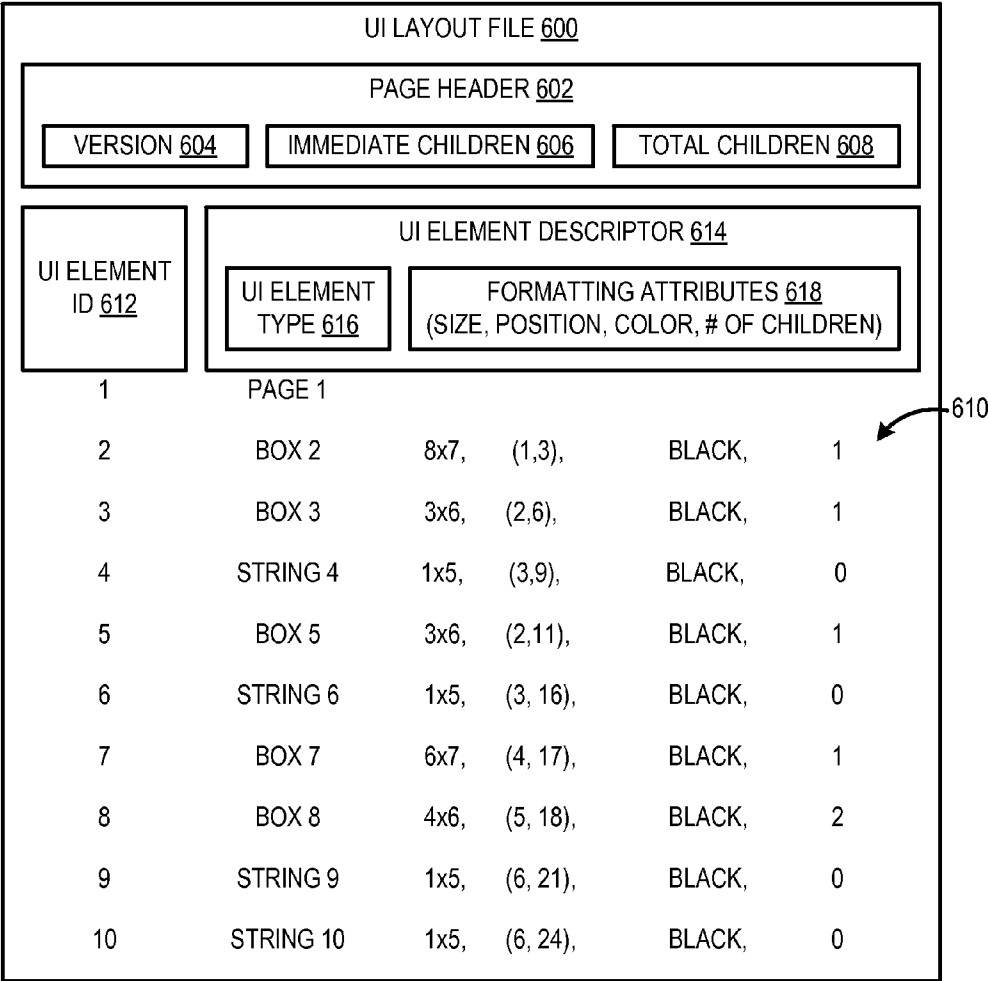 UI LAYOUT FILE 600
PAGE HEADER 602
VERSION 604 IMMEDIATE CHILDREN 606 TOTAL CHILDREN 608
UI ELEMENT
ID 612
UI ELEMENT DESCRIPTOR 614
UI ELEMENT
TYPE 616
FORMATTING ATTRIBUTES 618
(SIZE, POSITION, COLOR, # OF CHILDREN)
610
1 PAGE 1
2 BOX 2 8x7, (1,3), BLACK, 1
3 BOX 3 3x6, (2,6), BLACK, 1
4 STRING 4 1x5, (3,9), BLACK, 0
5 BOX 5 3x6, (2,11), BLACK, 1
6 STRING 6 1x5, (3, 16), BLACK, 0
7 BOX 7 6x7, (4, 17), BLACK, 1
8 BOX 8 4x6, (5, 18), BLACK, 2
9 STRING 9 1x5, (6, 21), BLACK, 0
10 STRING 10 1x5, (6, 24), BLACK, 0